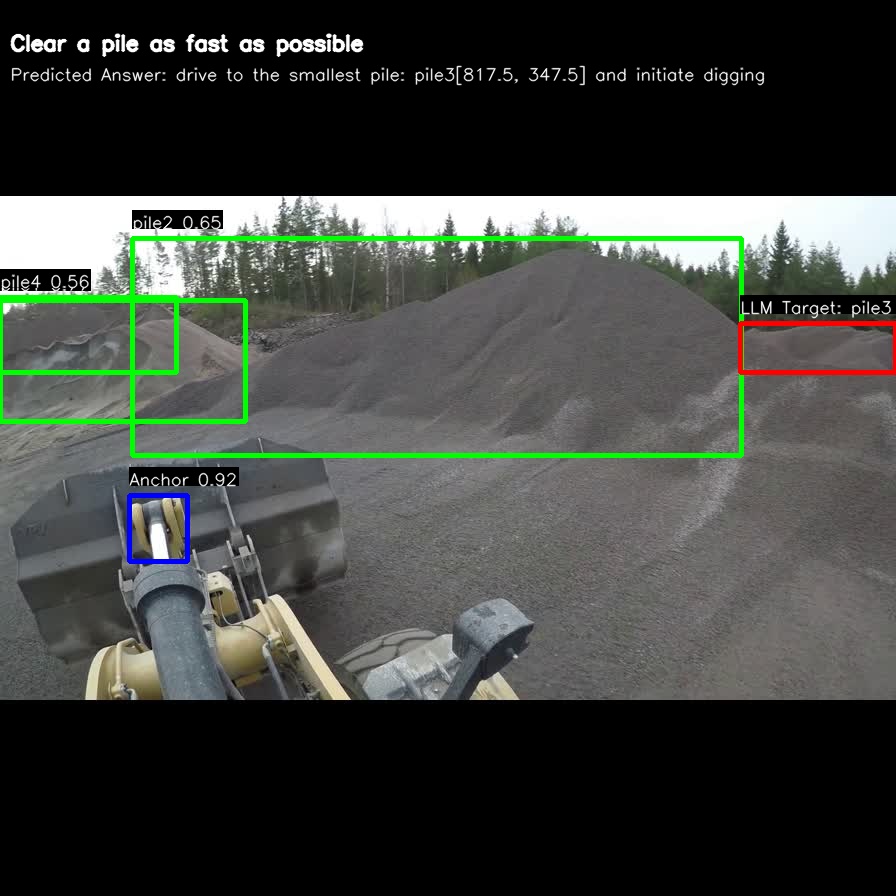 Clear a pile as fast as possible
Predicted Answer: drive to the smallest pile: pile3[817.5, 347.5] and initiate digging
pile2 0.65
pile4 0.56
LLM Target: pile3
Anchor 0.92